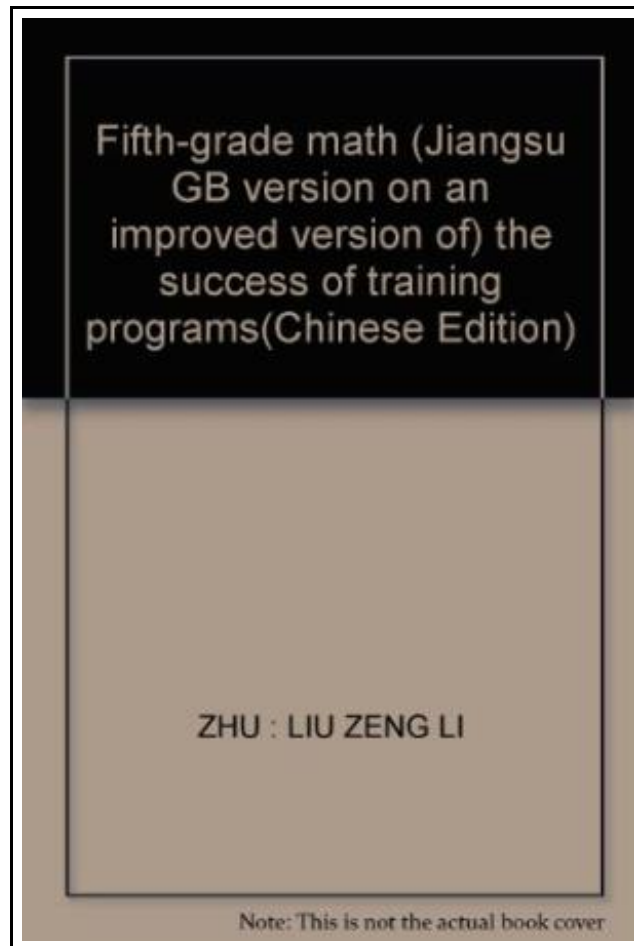 Fifth-grade math (Jiangsu
GB version on an
improved version of) the
success of training
programs(Chinese Edition)
ZHU : LIU ZENG LI
Note: This is not the actual book cover